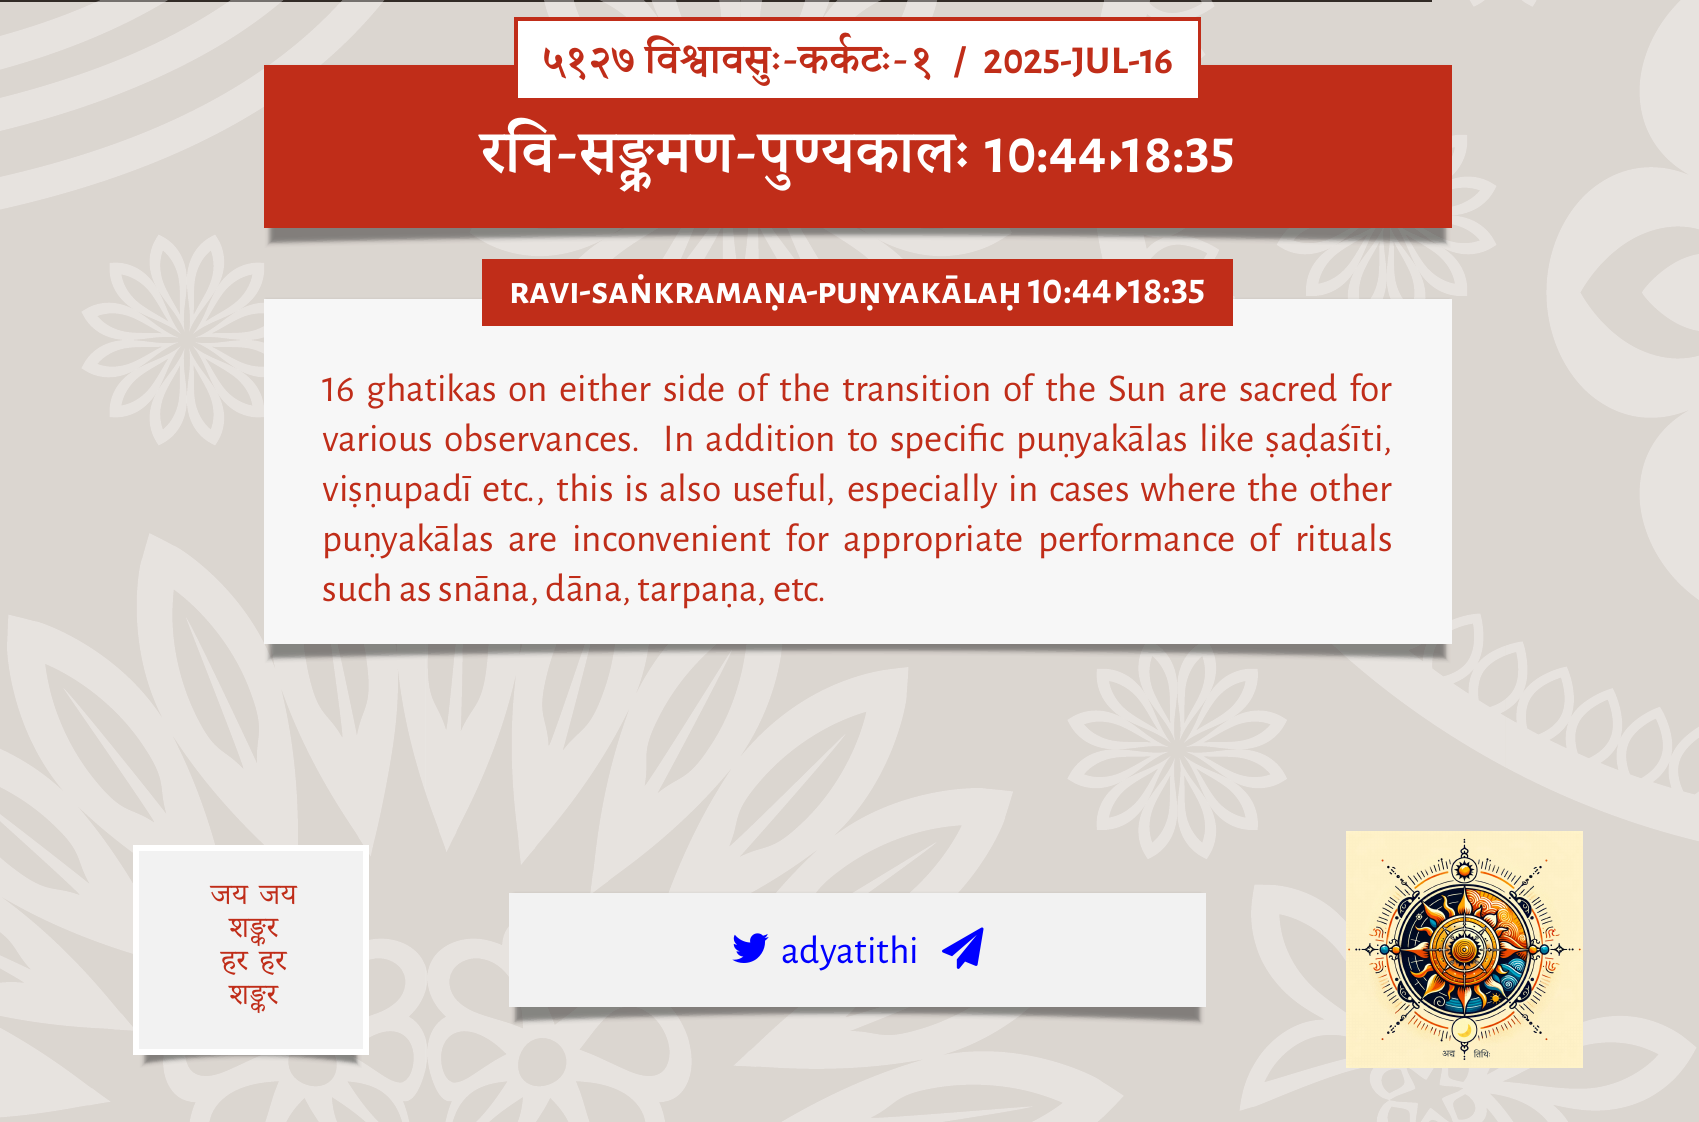 ५१२७ विश्वावसुः-कर्कटः-१ / 2025-JUL-16
रवि-सङ्क्रमण-पुण्यकालः 10:44▸18:35
RAVI-SAṄKRAMAṆA-PUṆYAKĀLAḤ 10:44▸18:35
16 ghatikas on either side of the transition of the Sun are sacred for
various observances. In addition to specific puṇyakālas like ṣaḍaśīti,
viṣṇupadī etc., this is also useful, especially in cases where the other
puṇyakālas are inconvenient for appropriate performance of rituals
such as snāna, dāna, tarpaṇa, etc.
जय जय
शङ्कर
हर हर
शङ्कर
adyatithi
अद्य तिथिः